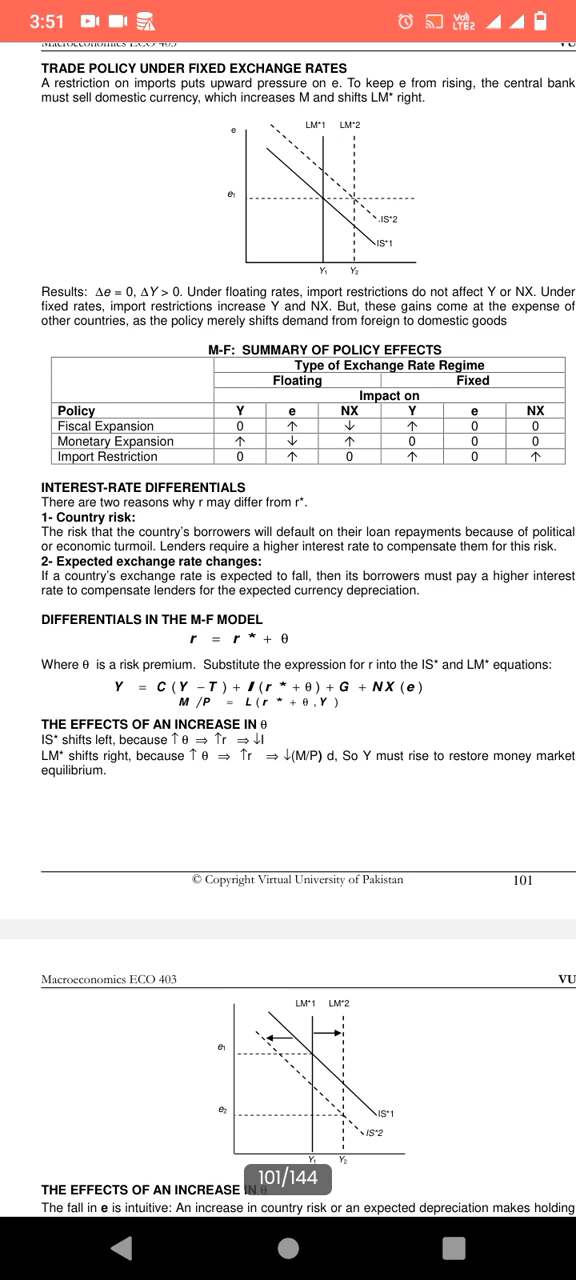 3:51
Vo)
LTE2
Macroeconomics ECO 403
VU
TRADE POLICY UNDER FIXED EXCHANGE RATES
A restriction on imports puts upward pressure on e. To keep e from rising, the central bank
must sell domestic currency, which increases M and shifts LM* right.
e
LM*1 LM*2
e1
IS*2
IS*1
Y1 Y2
Results: Δe = 0, ΔY > 0. Under floating rates, import restrictions do not affect Y or NX. Under
fixed rates, import restrictions increase Y and NX. But, these gains come at the expense of
other countries, as the policy merely shifts demand from foreign to domestic goods
M-F: SUMMARY OF POLICY EFFECTS
Type of Exchange Rate Regime
Floating Fixed
Impact on
Policy Y e NX Y e NX
Fiscal Expansion 0 ↑ ↓ ↑ 0 0
Monetary Expansion ↑ ↓ ↑ 0 0 0
Import Restriction 0 ↑ 0 ↑ 0 ↑
INTEREST-RATE DIFFERENTIALS
There are two reasons why r may differ from r*.
1- Country risk:
The risk that the country's borrowers will default on their loan repayments because of political
or economic turmoil. Lenders require a higher interest rate to compensate them for this risk.
2- Expected exchange rate changes:
If a country's exchange rate is expected to fall, then its borrowers must pay a higher interest
rate to compensate lenders for the expected currency depreciation.
DIFFERENTIALS IN THE M-F MODEL
r = r * + θ
Where θ is a risk premium. Substitute the expression for r into the IS* and LM* equations:
Y = C (Y – T ) + I (r * + θ ) + G + NX (e )
M /P = L (r * + θ , Y )
THE EFFECTS OF AN INCREASE IN θ
IS* shifts left, because ↑ θ ⇒ ↑r ⇒ ↓I
LM* shifts right, because ↑ θ ⇒ ↑r ⇒ ↓(M/P) d, So Y must rise to restore money market
equilibrium.
© Copyright Virtual University of Pakistan 101
Macroeconomics ECO 403 VU
LM*1 LM*2
e1
e2
IS*1
IS*2
Y1 Y2
101/144
THE EFFECTS OF AN INCREASE IN θ
The fall in e is intuitive: An increase in country risk or an expected depreciation makes holding